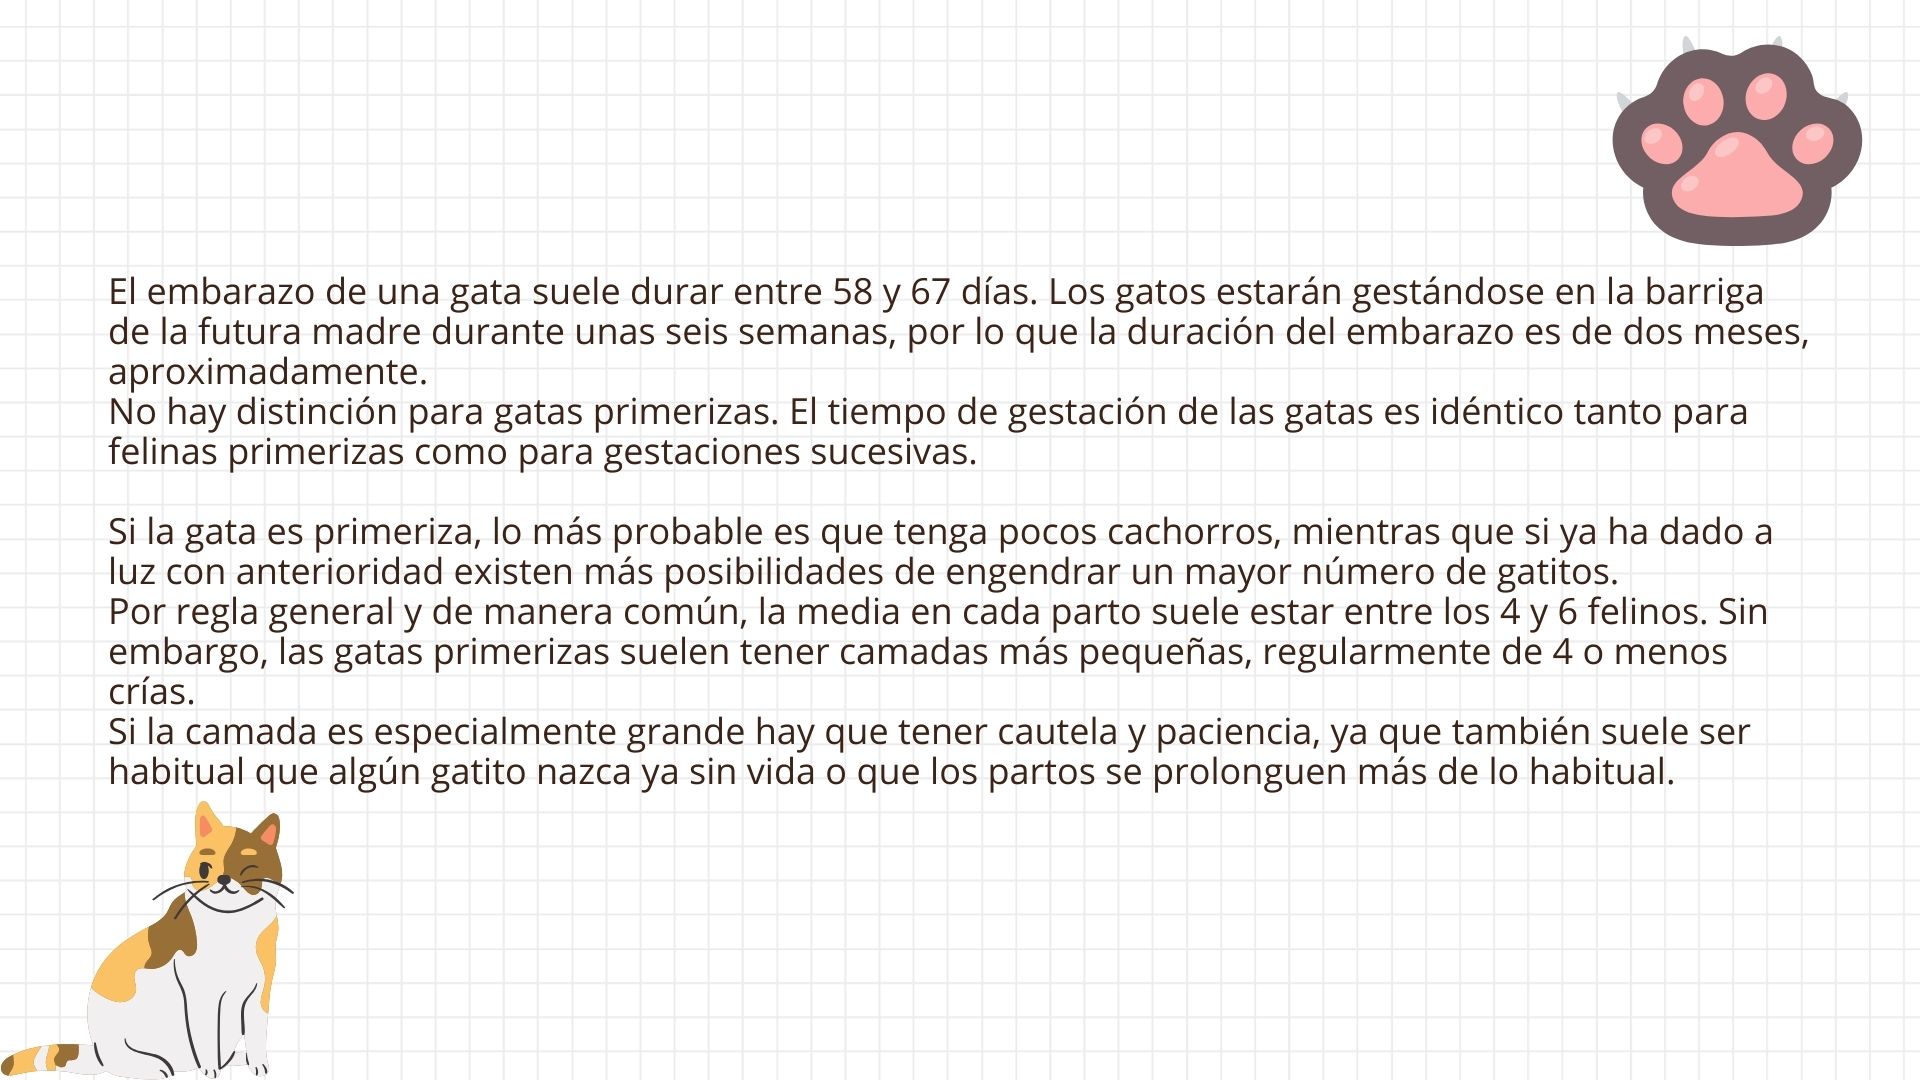 El embarazo de una gata suele durar entre 58 y 67 días. Los gatos estarán gestándose en la barriga
de la futura madre durante unas seis semanas, por lo que la duración del embarazo es de dos meses,
aproximadamente.
No hay distinción para gatas primerizas. El tiempo de gestación de las gatas es idéntico tanto para
felinas primerizas como para gestaciones sucesivas.
Si la gata es primeriza, lo más probable es que tenga pocos cachorros, mientras que si ya ha dado a
luz con anterioridad existen más posibilidades de engendrar un mayor número de gatitos.
Por regla general y de manera común, la media en cada parto suele estar entre los 4 y 6 felinos. Sin
embargo, las gatas primerizas suelen tener camadas más pequeñas, regularmente de 4 o menos
crías.
Si la camada es especialmente grande hay que tener cautela y paciencia, ya que también suele ser
habitual que algún gatito nazca ya sin vida o que los partos se prolonguen más de lo habitual.